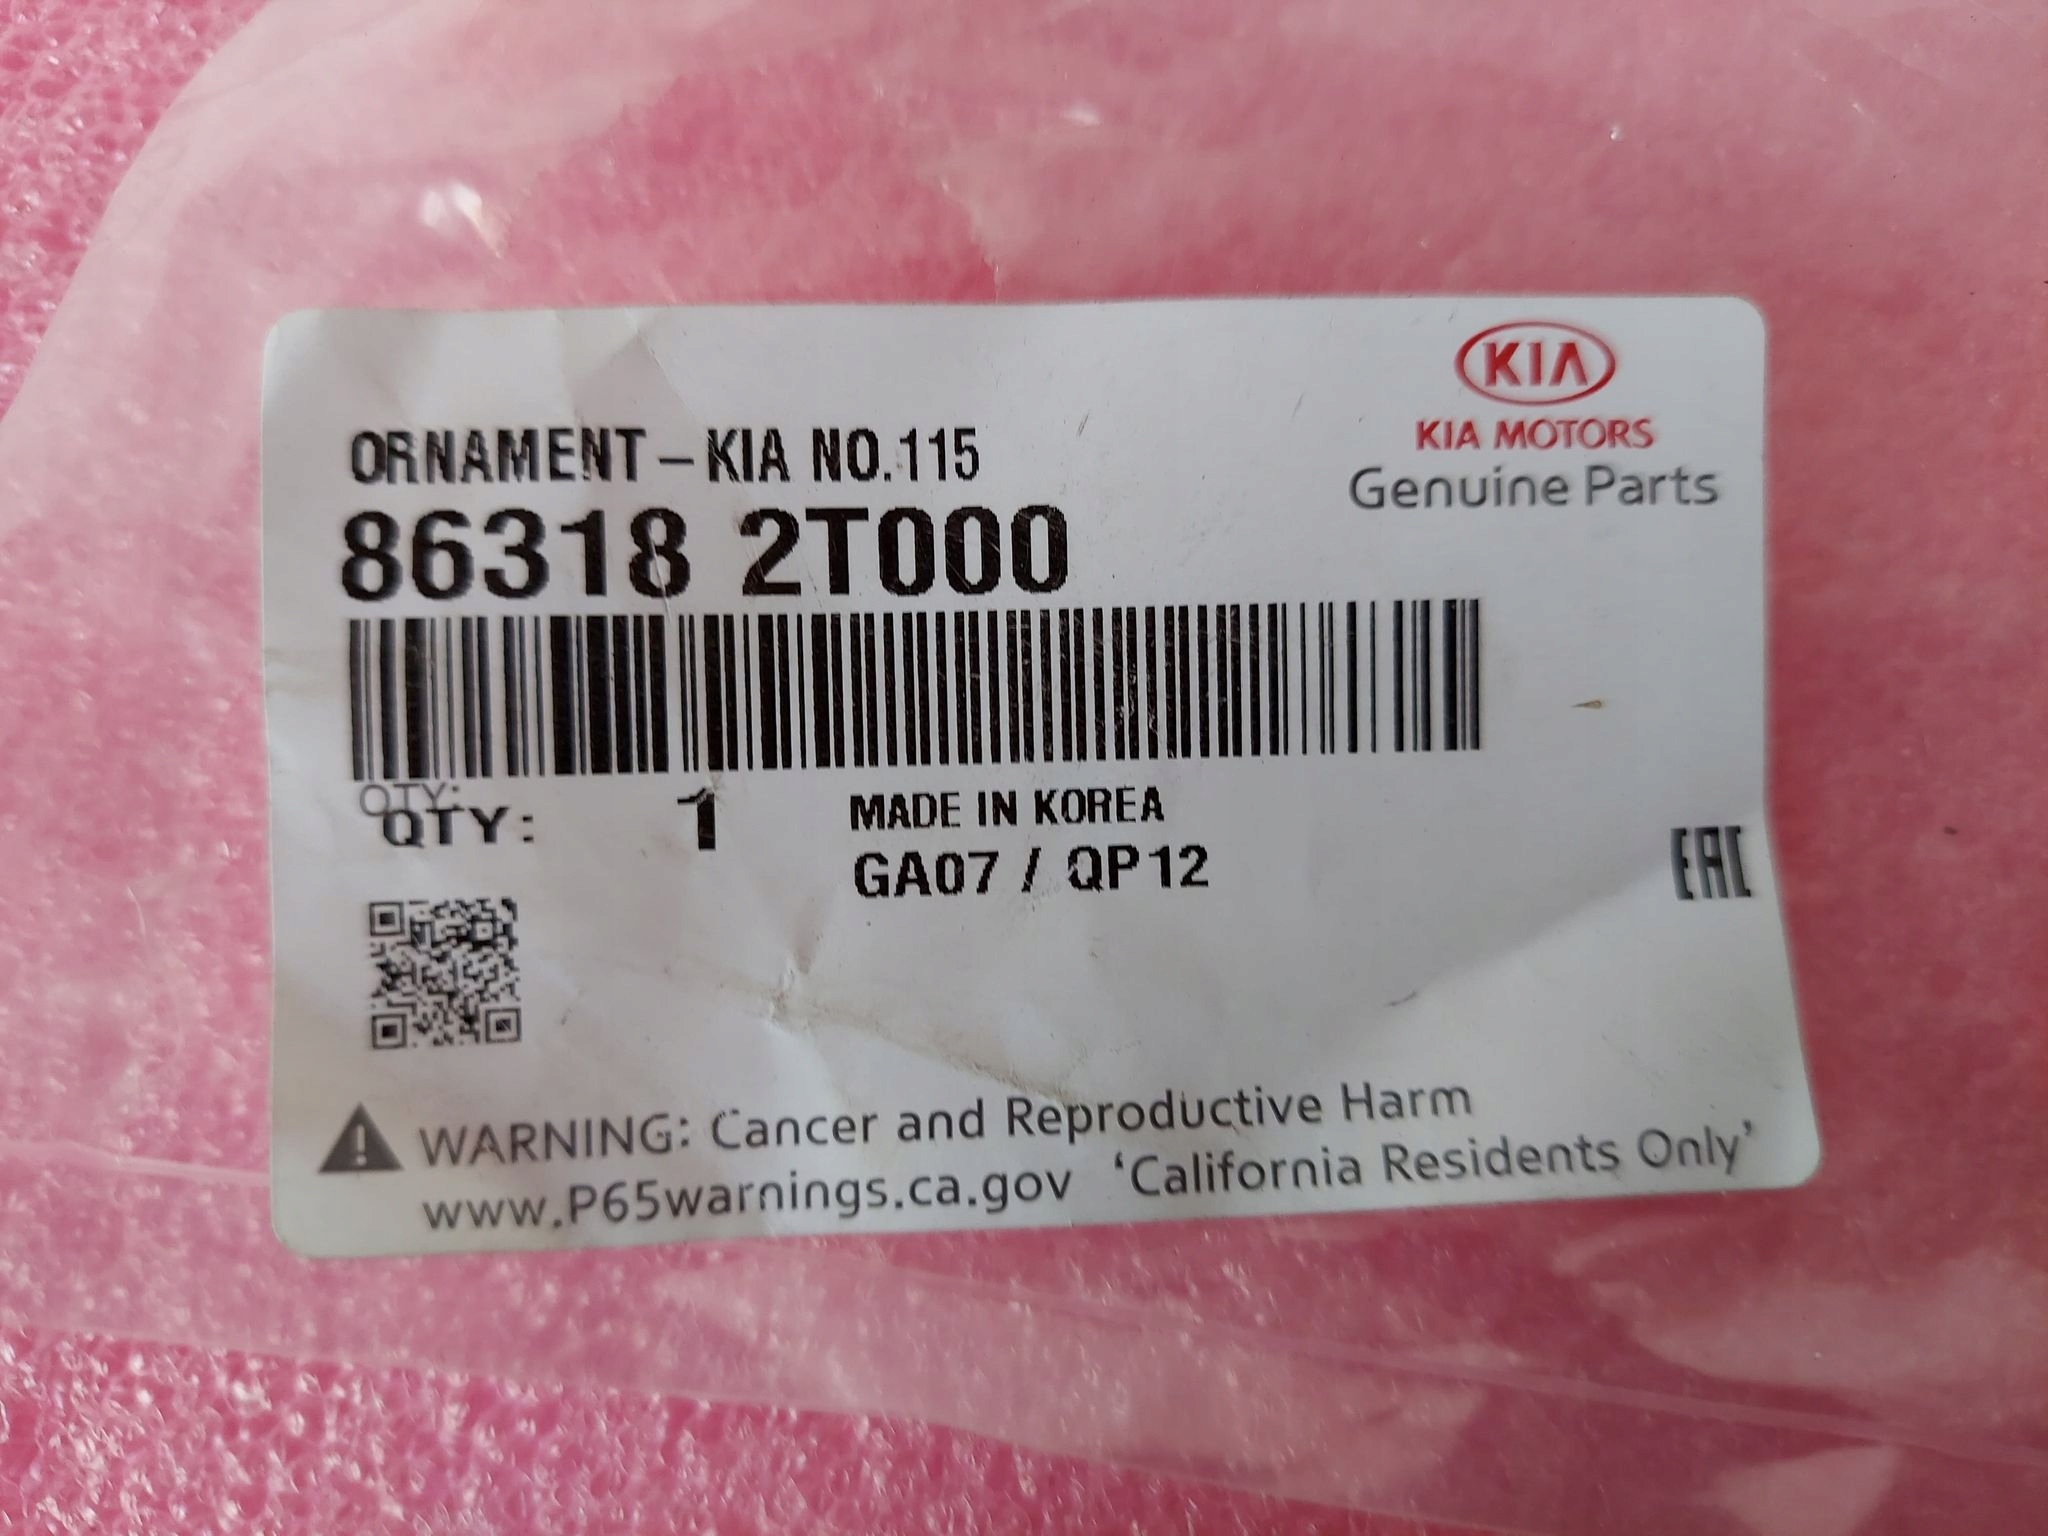 KIA
KIA MOTORS
Genuine Parts
ORNAMENT-KIA NO.115
86318 2T000
QTY:
QTY: 1
MADE IN KOREA
GA07 / QP12
EAC
WARNING: Cancer and Reproductive Harm
www.P65warnings.ca.gov 'California Residents Only'